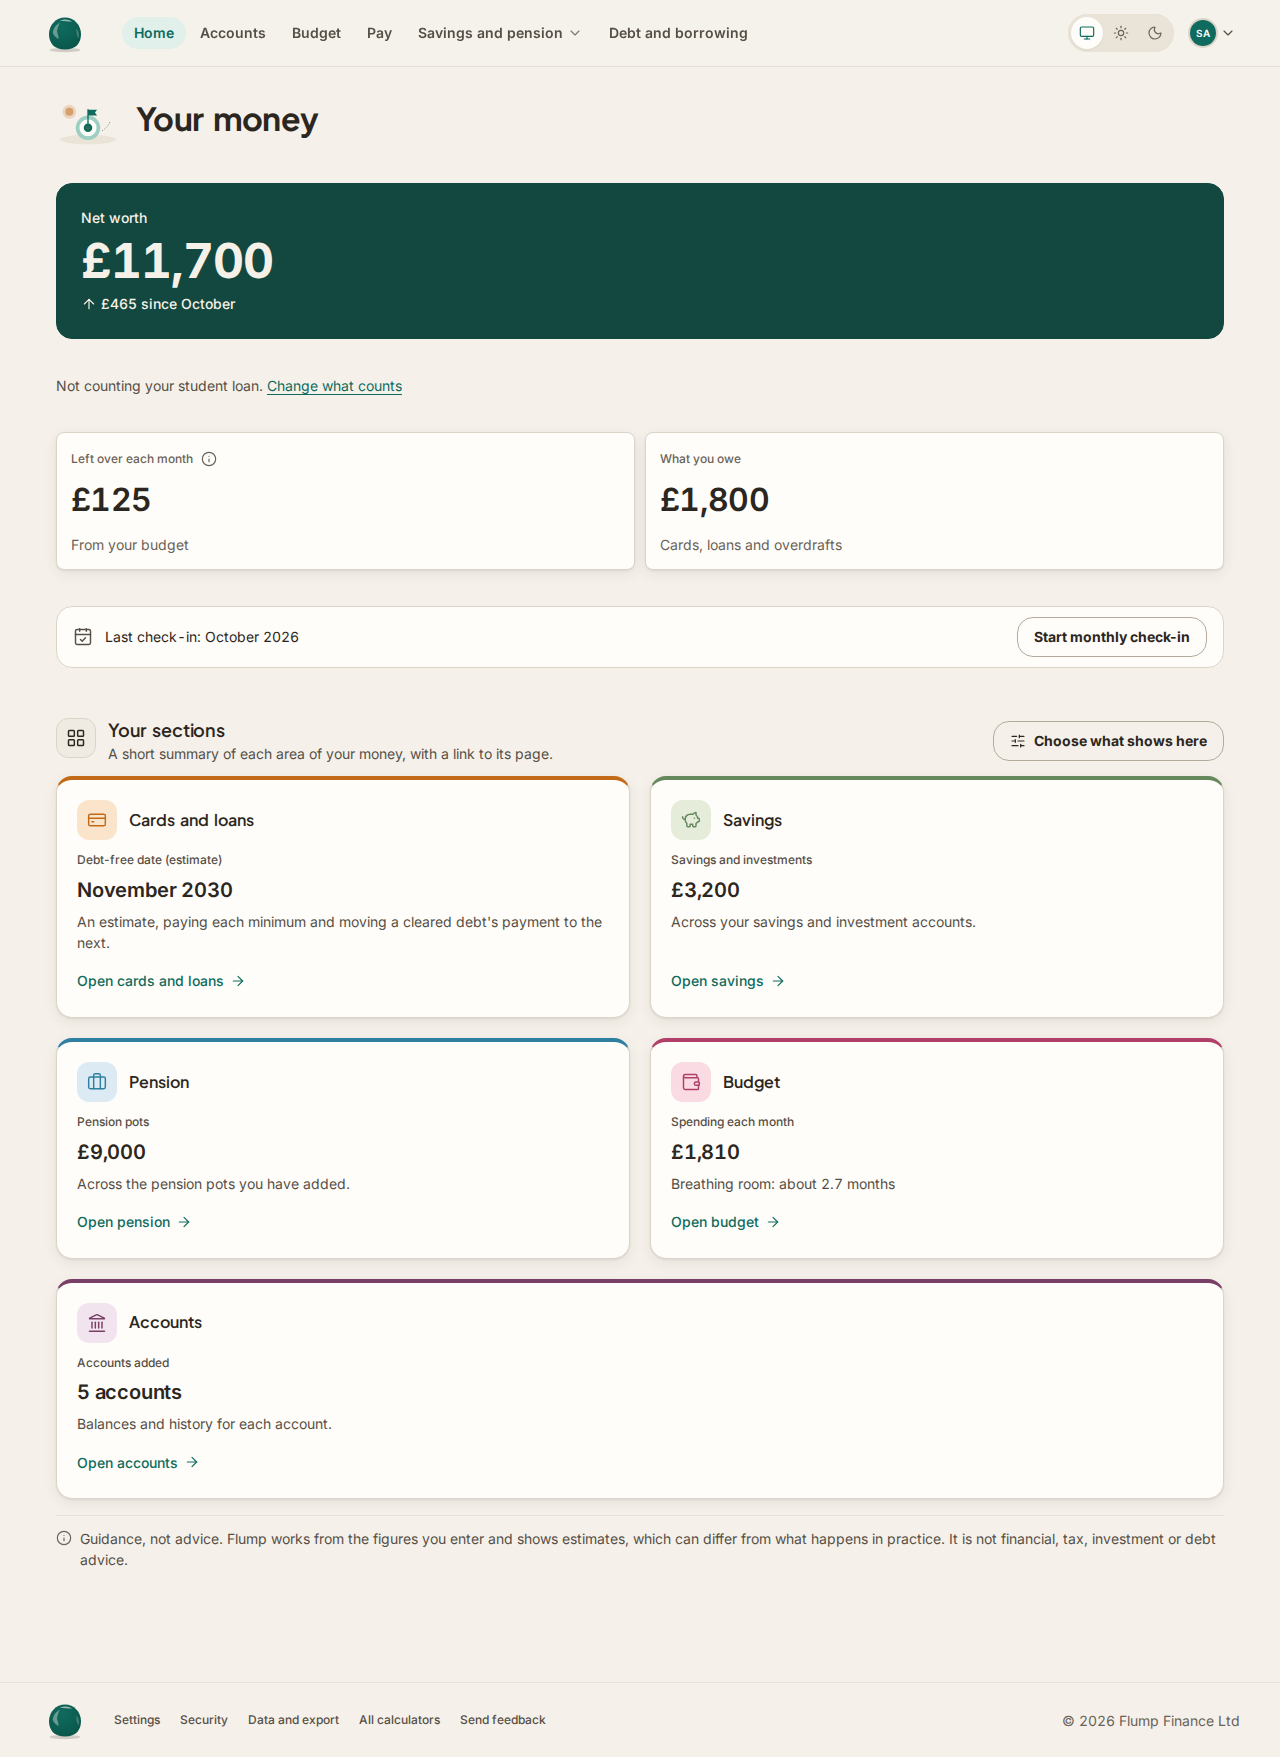 Home
Accounts
Budget
Pay
Savings and pension
Debt and borrowing
SA
Your money
Net worth
£11,700
£465 since October
Not counting your student loan. Change what counts
Left over each month
£125
From your budget
What you owe
£1,800
Cards, loans and overdrafts
Last check-in: October 2026
Start monthly check-in
Your sections
A short summary of each area of your money, with a link to its page.
Choose what shows here
Cards and loans
Debt-free date (estimate)
November 2030
An estimate, paying each minimum and moving a cleared debt's payment to the
next.
Open cards and loans
Savings
Savings and investments
£3,200
Across your savings and investment accounts.
Open savings
Pension
Pension pots
£9,000
Across the pension pots you have added.
Open pension
Budget
Spending each month
£1,810
Breathing room: about 2.7 months
Open budget
Accounts
Accounts added
5 accounts
Balances and history for each account.
Open accounts
Guidance, not advice. Flump works from the figures you enter and shows estimates, which can differ from what happens in practice. It is not financial, tax, investment or debt
advice.
Settings
Security
Data and export
All calculators
Send feedback
© 2026 Flump Finance Ltd